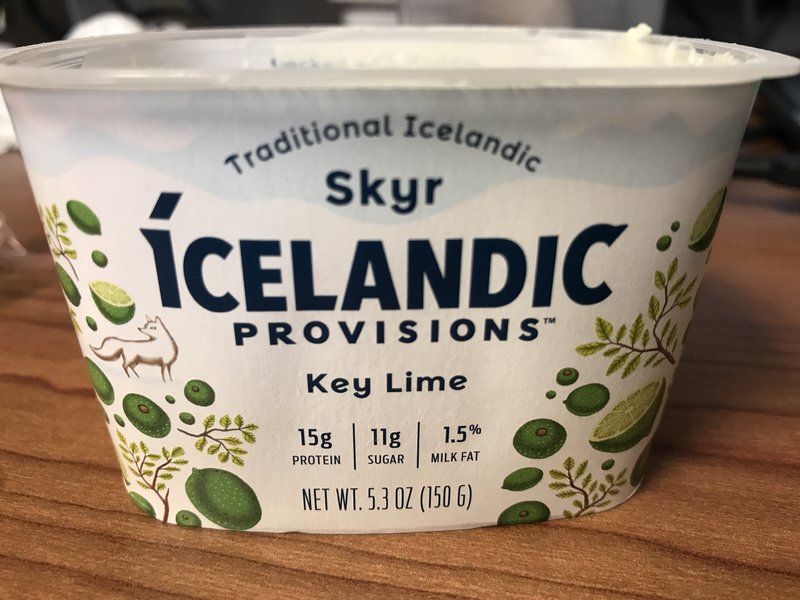 Traditional Icelandic
Skyr
ÍCELANDIC
PROVISIONS™
Key Lime
15g PROTEIN | 11g SUGAR | 1.5% MILK FAT
NET WT. 5.3 OZ (150 G)